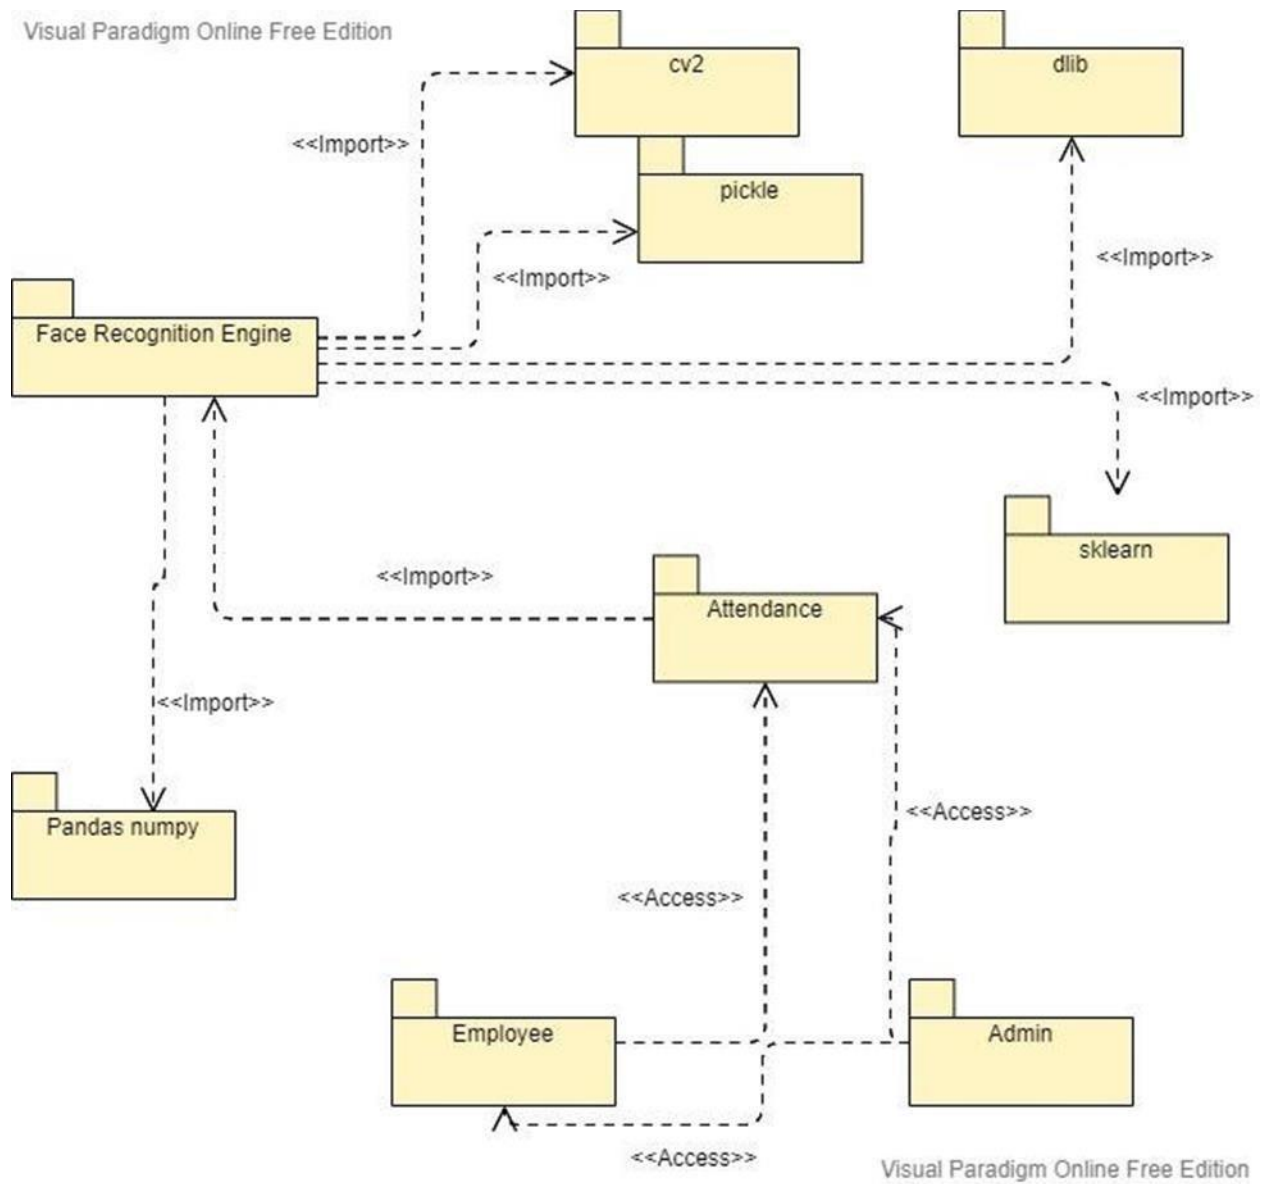 Visual Paradigm Online Free Edition
cv2
dlib
<<Import>>
pickle
<<Import>>
<<Import>>
Face Recognition Engine
<<Import>>
sklearn
<<Import>>
Attendance
<<Import>>
Pandas numpy
<<Access>>
<<Access>>
Employee
Admin
<<Access>>
Visual Paradigm Online Free Edition